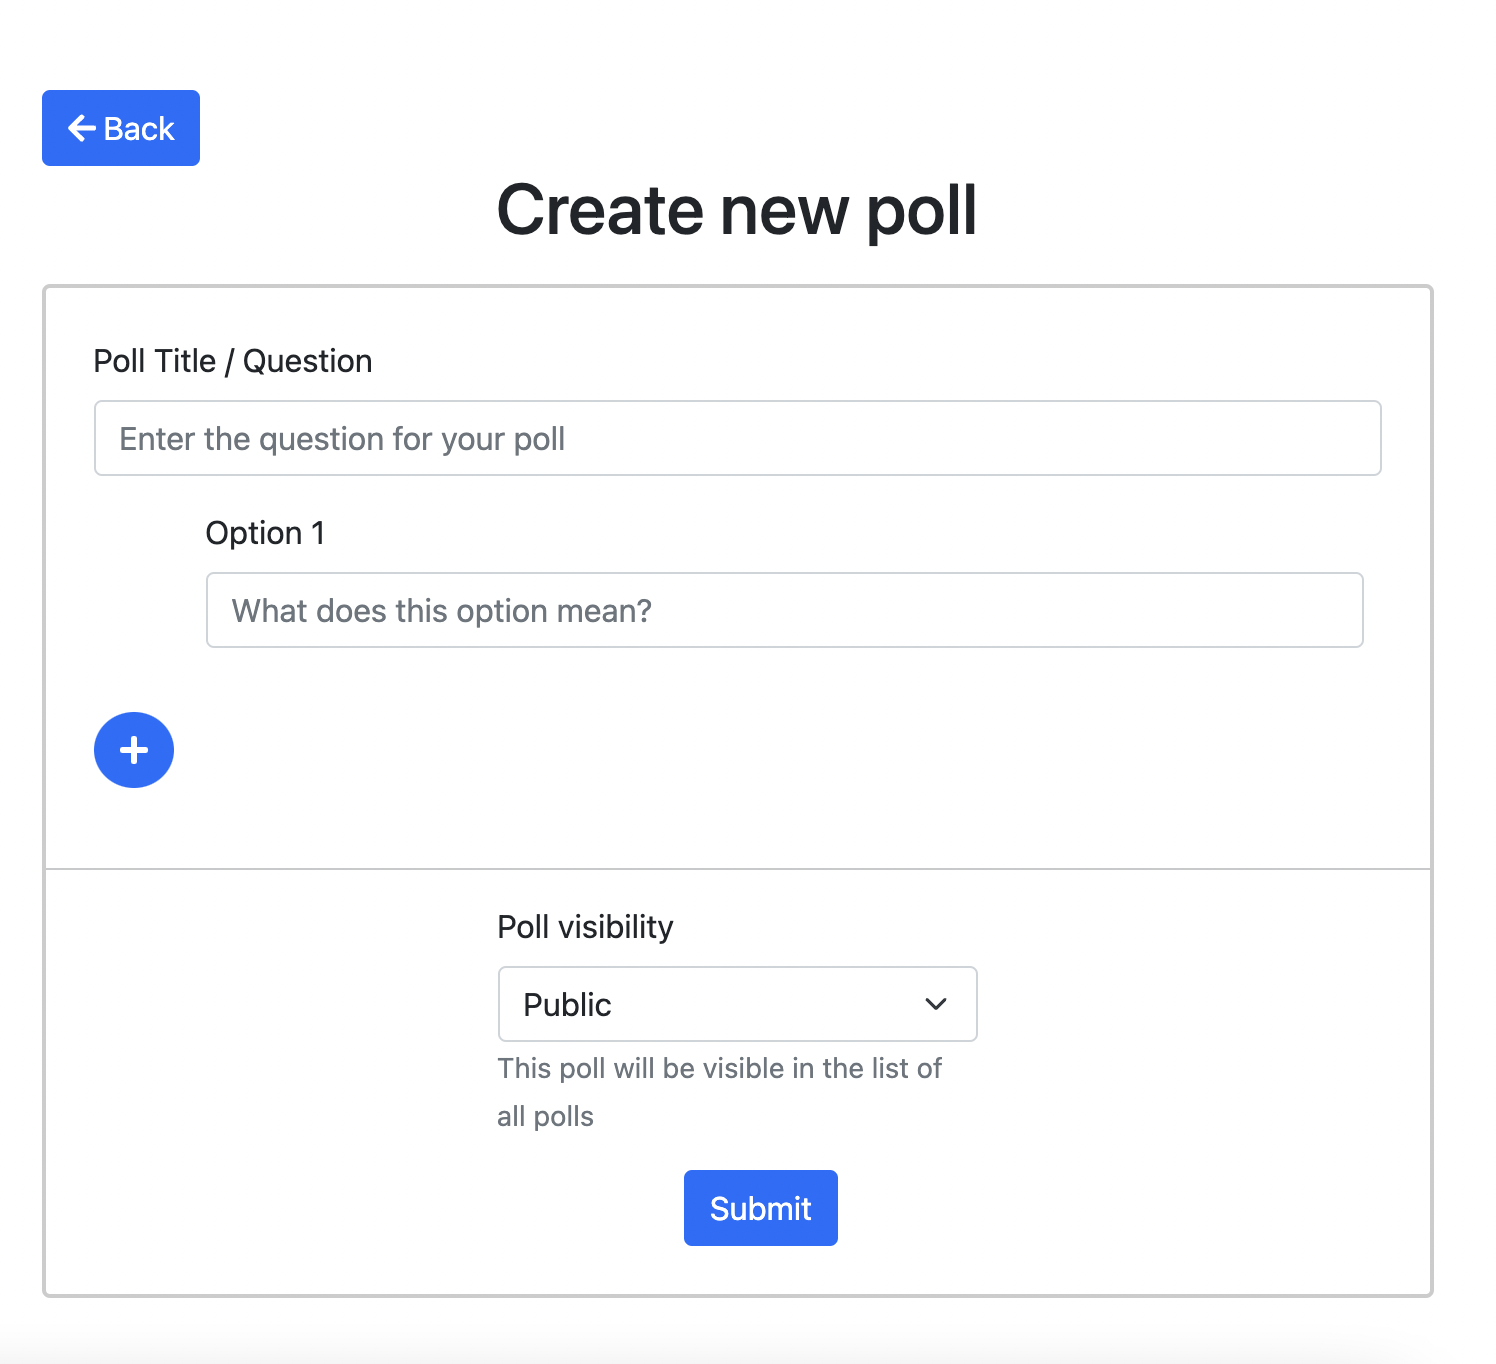 Back
Create new poll
Poll Title / Question
Enter the question for your poll
Option 1
What does this option mean?
Poll visibility
Public
This poll will be visible in the list of
all polls
Submit